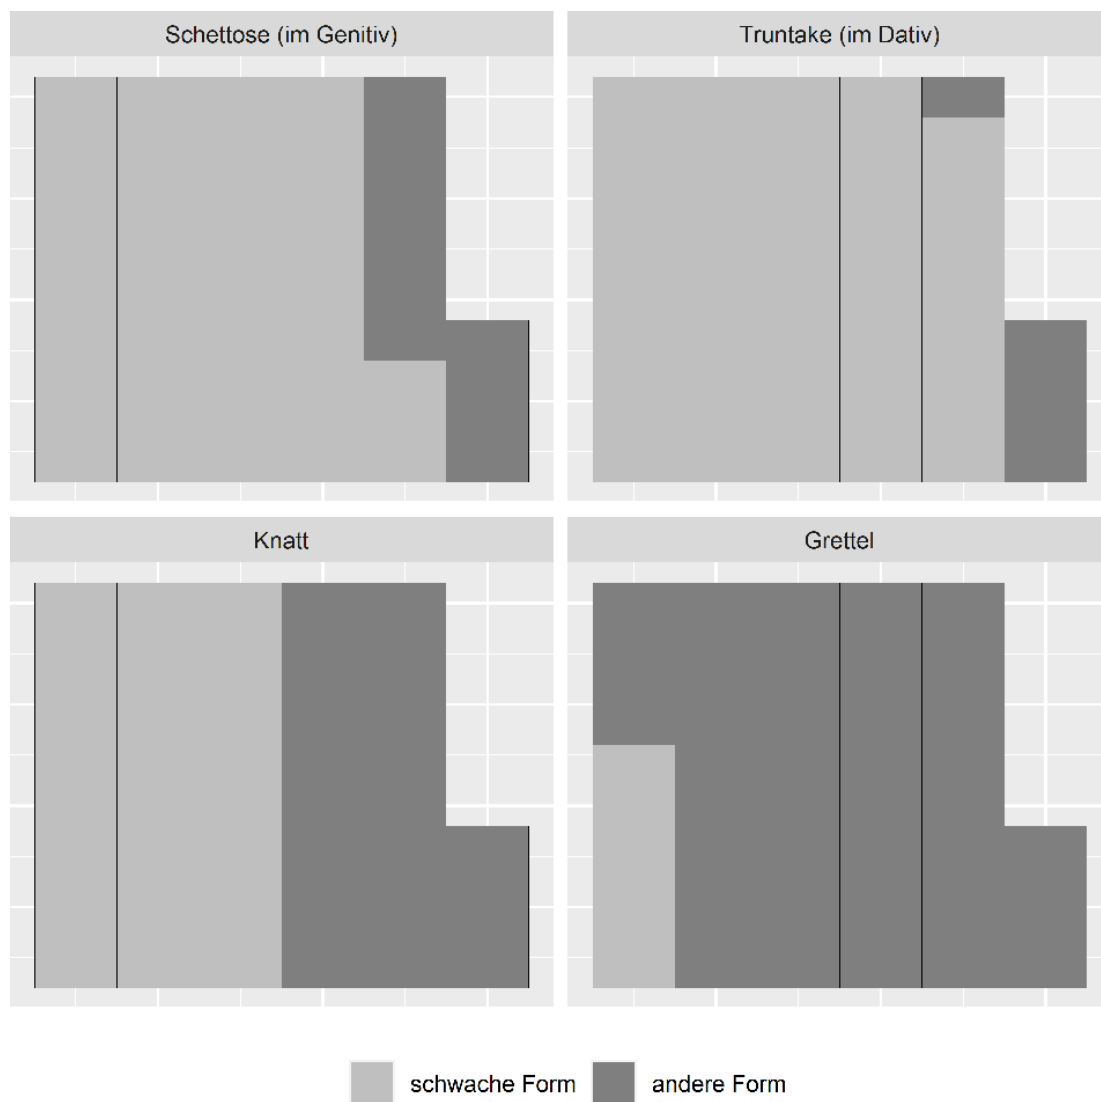 Schettose (im Genitiv)
Truntake (im Dativ)
Knatt
Grettel
schwache Form
andere Form